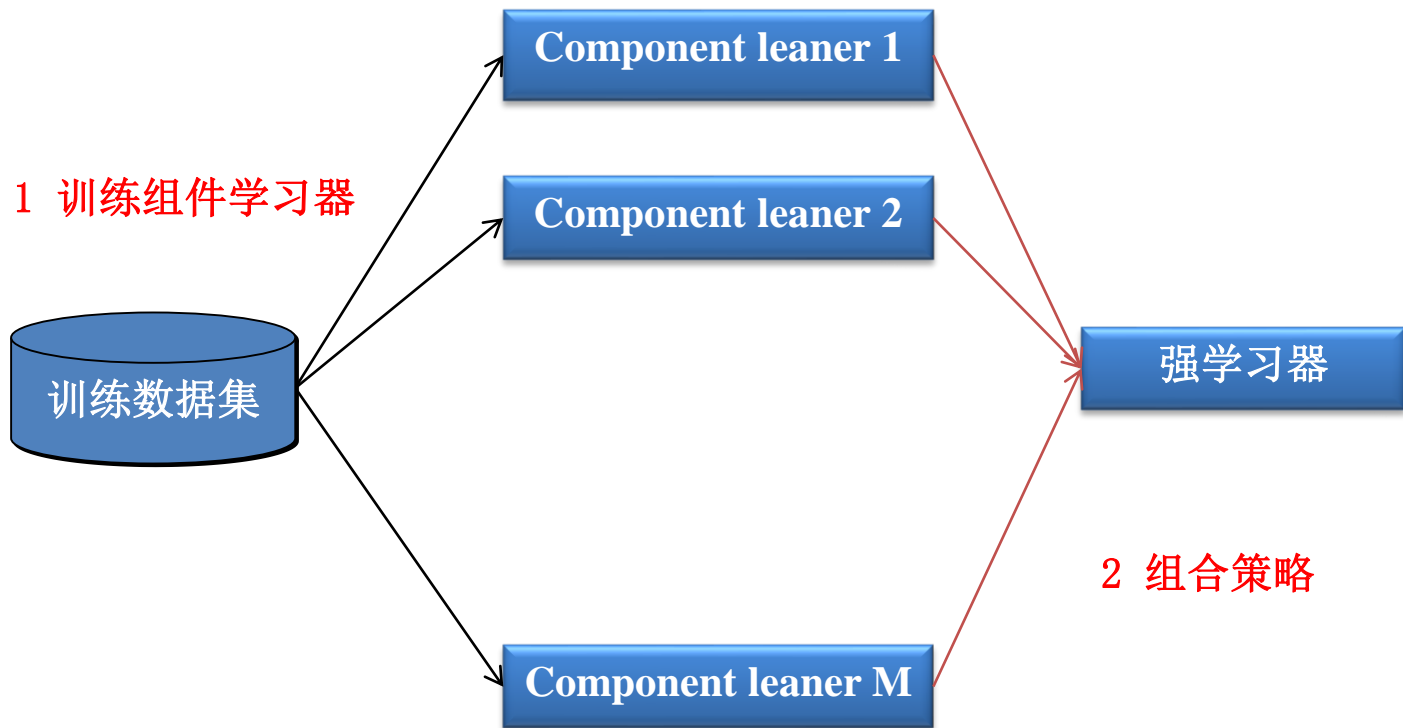 Component leaner 1
1 训练组件学习器
Component leaner 2
训练数据集
强学习器
2 组合策略
Component leaner M